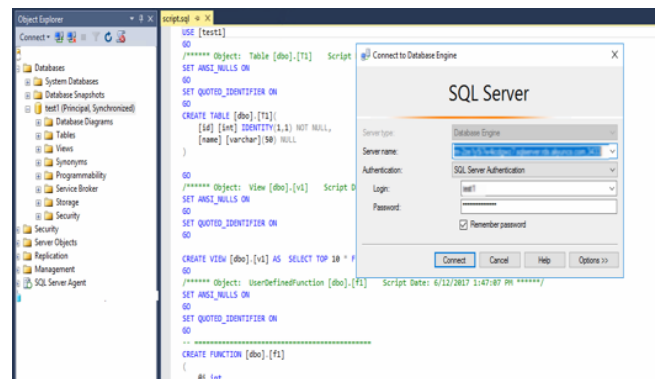 Object Explorer
Connect
Databases
System Databases
Database Snapshots
test1 (Principal, Synchronized)
Database Diagrams
Tables
Views
Synonyms
Programmability
Service Broker
Storage
Security
Security
Server Objects
Replication
Management
SQL Server Agent
script.sql
USE [test1]
GO
/****** Object: Table [dbo].[T1] Script
SET ANSI_NULLS ON
GO
SET QUOTED_IDENTIFIER ON
GO
CREATE TABLE [dbo].[T1](
[id] [int] IDENTITY(1,1) NOT NULL,
[name] [varchar](50) NULL
)
GO
/****** Object: View [dbo].[v1] Script D
SET ANSI_NULLS ON
GO
SET QUOTED_IDENTIFIER ON
GO
CREATE VIEW [dbo].[v1] AS SELECT TOP 10 * F
GO
/****** Object: UserDefinedFunction [dbo].[f1] Script Date: 6/12/2017 1:47:07 PM ******/
SET ANSI_NULLS ON
GO
SET QUOTED_IDENTIFIER ON
GO
-- =============================================
CREATE FUNCTION [dbo].[f1]
(
int
Connect to Database Engine
SQL Server
Server type:
Database Engine
Server name:
Authentication:
SQL Server Authentication
Login:
test1
Password:
Remember password
Connect
Cancel
Help
Options >>